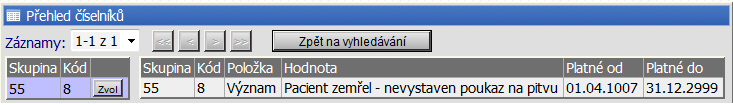 Přehled číselníků
Záznamy: 1-1 z 1 << < > >> Zpět na vyhledávání
Skupina Kód Skupina Kód Položka Hodnota Platné od Platné do
55 8 Zvol 55 8 Význam Pacient zemřel - nevystaven poukaz na pitvu 01.04.1007 31.12.2999